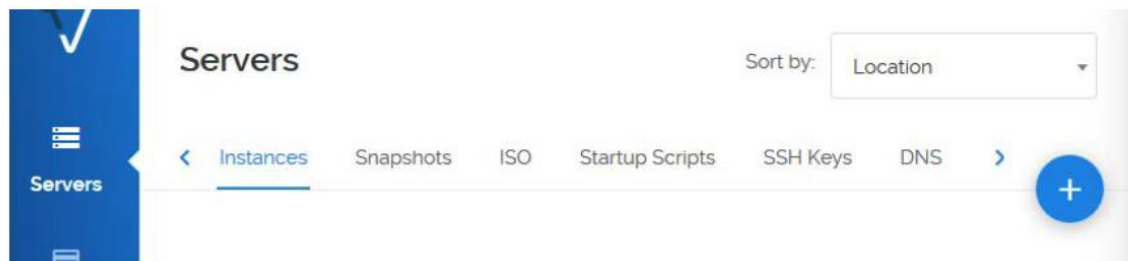 Servers
Sort by: Location
Instances Snapshots ISO Startup Scripts SSH Keys DNS
Servers